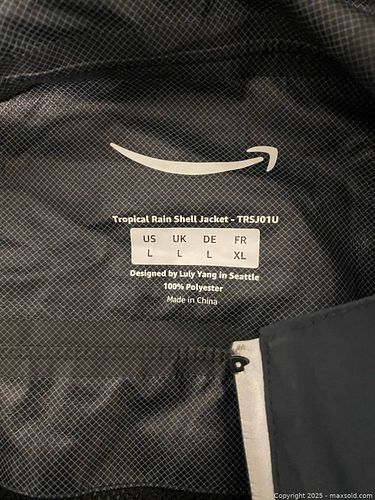 Tropical Rain Shell Jacket - TRSJ01U
US UK DE FR
L L L XL
Designed by Luly Yang in Seattle
100% Polyester
Made in China
Copyright 2025 - maxsold.com